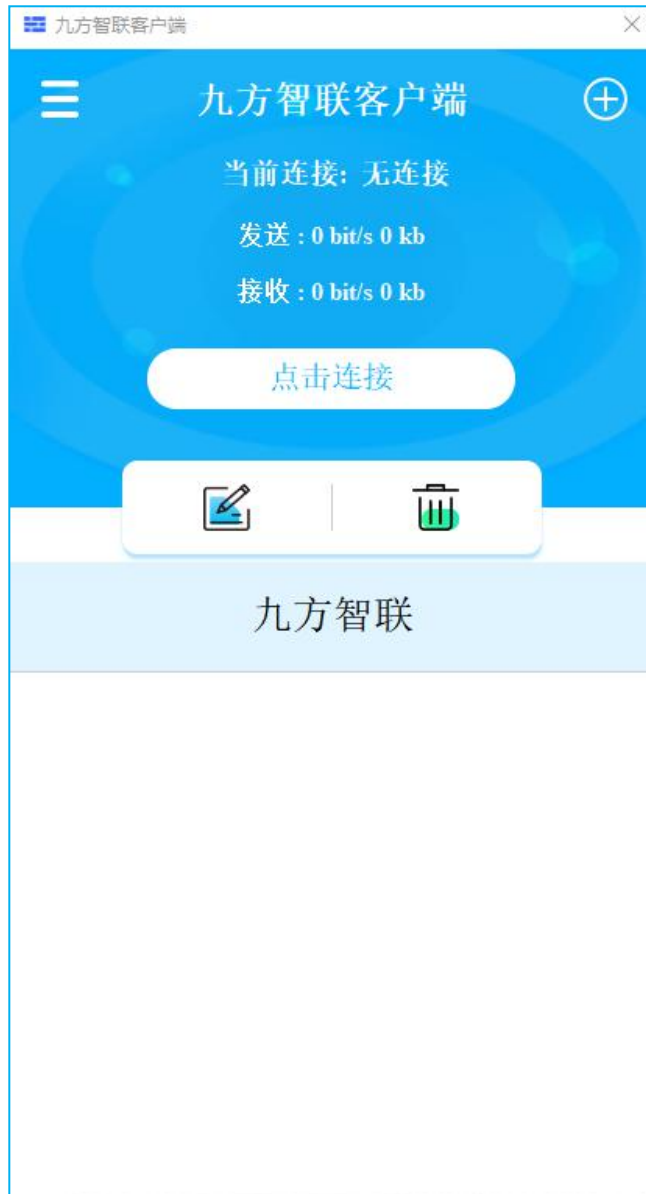 九方智联客户端
九方智联客户端
当前连接: 无连接
发送 : 0 bit/s 0 kb
接收 : 0 bit/s 0 kb
点击连接
九方智联